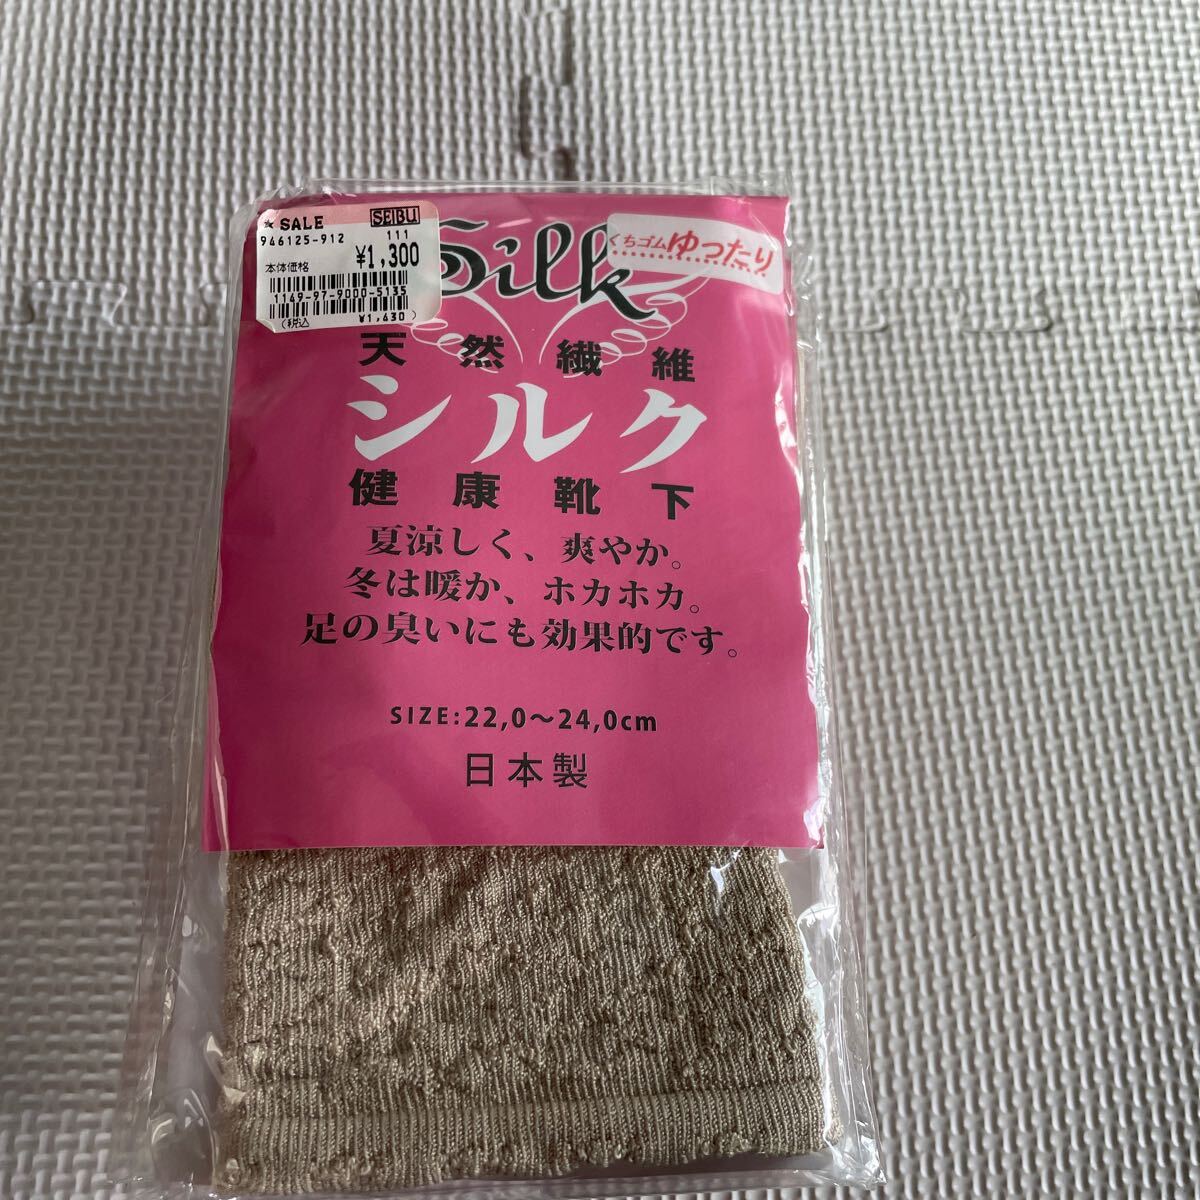 ★ SALE SEIBU
946125-912 111
本体価格 ¥1,300
1149-97-9000-5135
(税込 ¥1,430)
Silk
くちゴムゆったり
天然繊維
シルク
健康靴下
夏涼しく、爽やか。
冬は暖か、ホカホカ。
足の臭いにも効果的です。
SIZE:22,0〜24,0cm
日本製